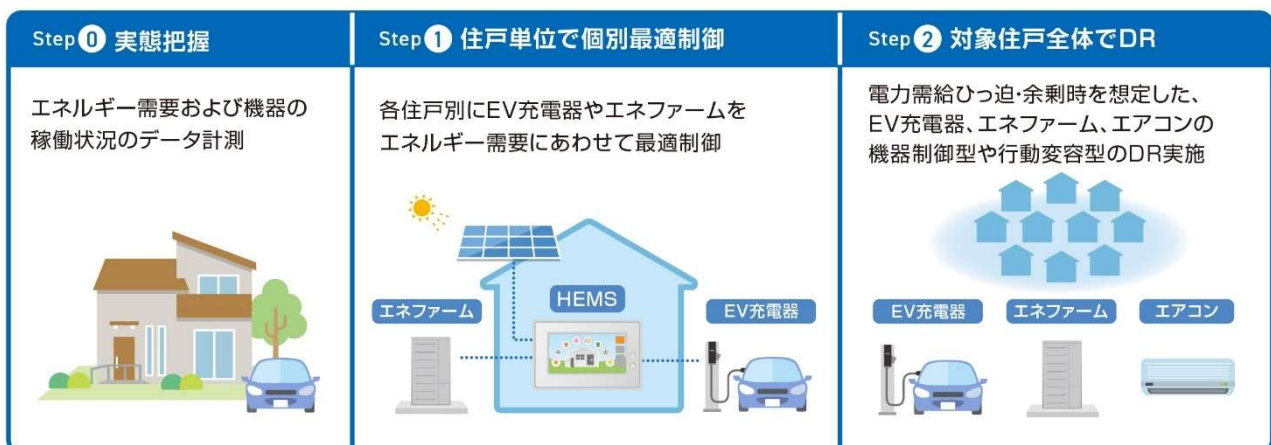 Step 0 実態把握
エネルギー需要および機器の
稼働状況のデータ計測
Step 1 住戸単位で個別最適制御
各住戸別にEV充電器やエネファームを
エネルギー需要にあわせて最適制御
エネファーム
HEMS
EV充電器
Step 2 対象住戸全体でDR
電力需給ひっ迫・余剰時を想定した、
EV充電器、エネファーム、エアコンの
機器制御型や行動変容型のDR実施
EV充電器
エネファーム
エアコン